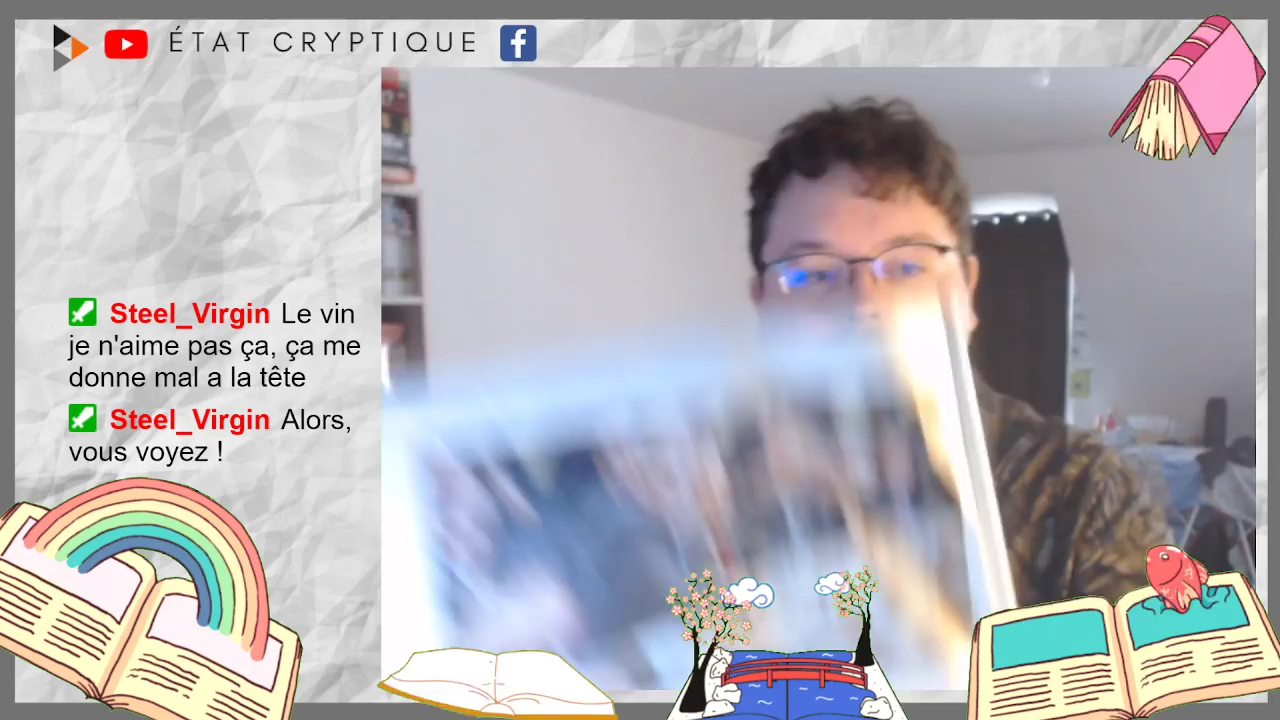 ÉTAT CRYPTIQUE
Steel_Virgin Le vin
je n'aime pas ça, ça me
donne mal a la tête
Steel_Virgin Alors,
vous voyez !